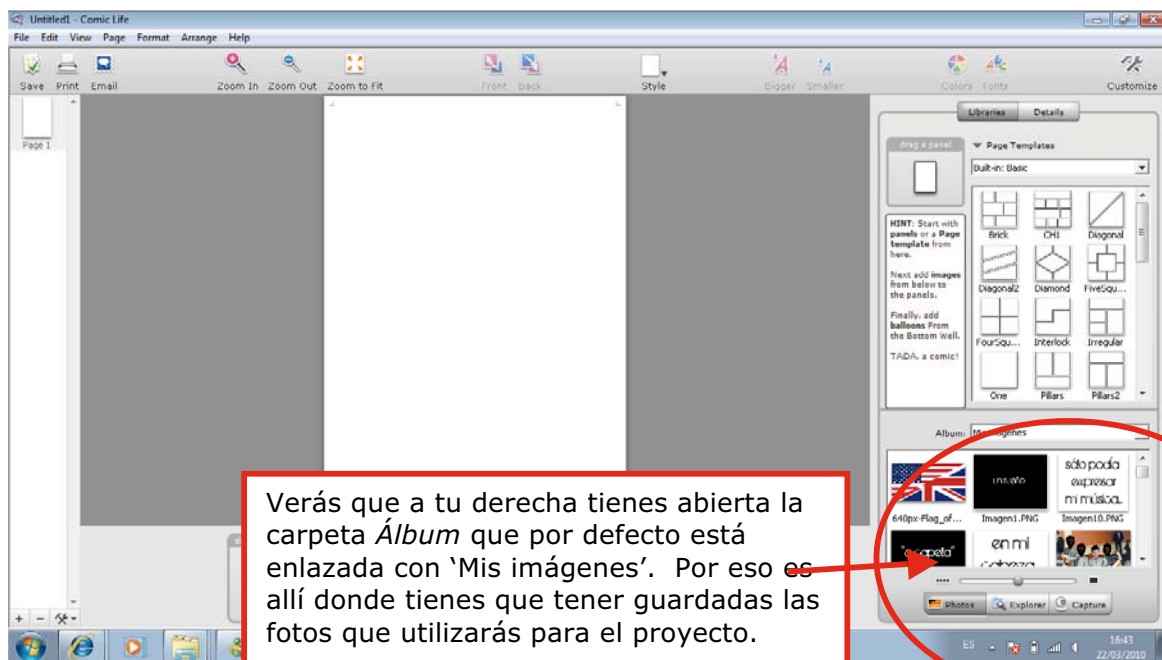 Untitled1 - Comic Life
File Edit View Page Format Arrange Help
Save Print Email Zoom In Zoom Out Zoom to Fit Front Back Style Bigger Smaller Colors Fonts Customize
Page 1
Libraries Details
drag a panel
Page Templates
Built-in: Basic
HINT: Start with
panels or a Page
template from
here.
Next add images
from below to
the panels.
Finally, add
balloons From
the Bottom Well.
TADA, a comic!
Brick CH1 Diagonal
Diagonal2 Diamond FiveSqu...
FourSqu... Interlock Irregular
One Pillars Pillars2
Album: Mis imágenes
sólo podía
expresar
mi música.
640px-Flag_of... Imagen1.PNG Imagen10.PNG
en mi
cabeza
Photos Explorer Capture
Verás que a tu derecha tienes abierta la
carpeta Álbum que por defecto está
enlazada con ‘Mis imágenes’. Por eso es
allí donde tienes que tener guardadas las
fotos que utilizarás para el proyecto.
ES 16:43
22/03/2010